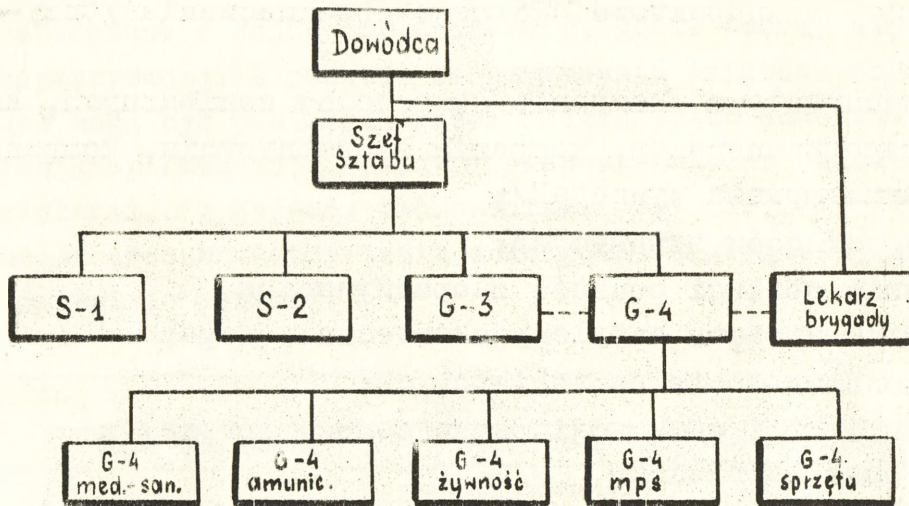 Dowódca
Szef
Sztabu
S-1
S-2
G-3
G-4
Lekarz
brygady
G-4
med.-san.
G-4
amunic.
G-4
żywność
G-4
mps
G-4
sprzętu